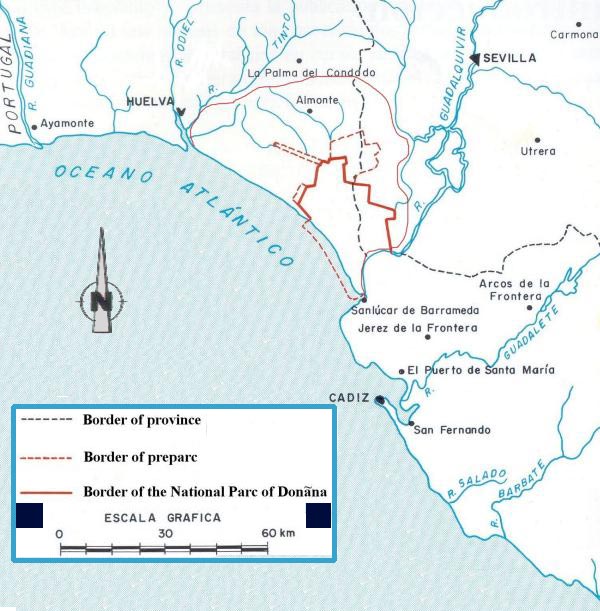 PORTUGAL
R. GUADIANA
R. ODIEL
R. TINTO
GUADALQUIVIR
R.
Carmona
SEVILLA
La Palma del Condado
HUELVA
Almonte
Ayamonte
Utrera
OCEANO ATLÁNTICO
N
Arcos de la
Frontera
Sanlúcar de Barrameda
Jerez de la Frontera
R. GUADALETE
El Puerto de Santa María
CADIZ
San Fernando
R. SALADO
R. BARBATE
Border of province
Border of preparc
Border of the National Parc of Donãna
ESCALA GRAFICA
0 30 60 km